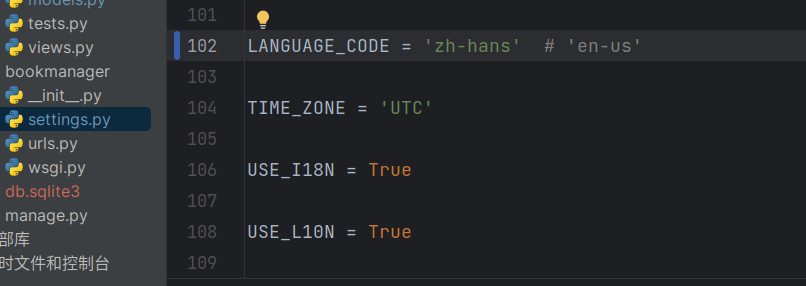 models.py
tests.py
views.py
bookmanager
__init__.py
settings.py
urls.py
wsgi.py
db.sqlite3
manage.py
部库
时文件和控制台
101
102 LANGUAGE_CODE = 'zh-hans'  # 'en-us'
103
104 TIME_ZONE = 'UTC'
105
106 USE_I18N = True
107
108 USE_L10N = True
109